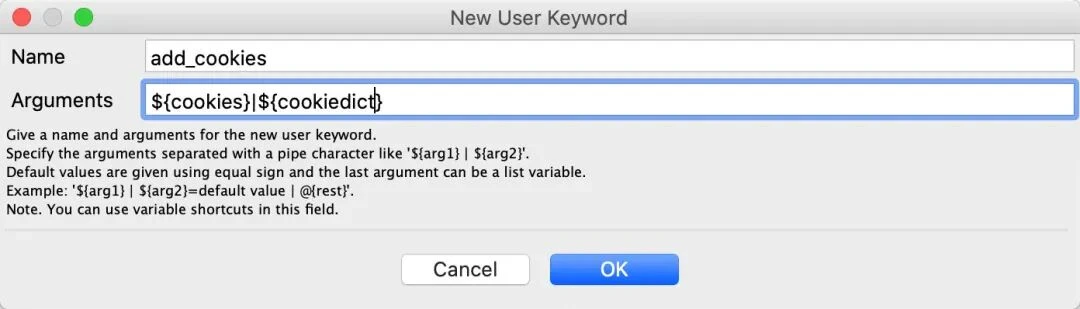 New User Keyword
Name add_cookies
Arguments ${cookies}|${cookiedict}
Give a name and arguments for the new user keyword.
Specify the arguments separated with a pipe character like '${arg1} | ${arg2}'.
Default values are given using equal sign and the last argument can be a list variable.
Example: '${arg1} | ${arg2}=default value | @{rest}'.
Note. You can use variable shortcuts in this field.
Cancel OK